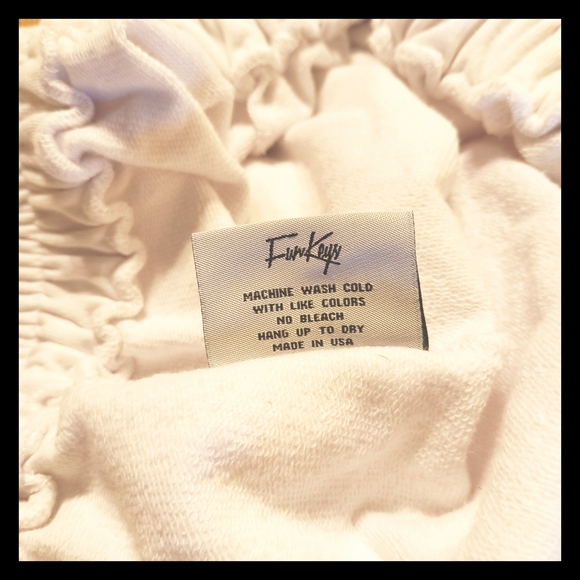 FunKeys
MACHINE WASH COLD
WITH LIKE COLORS
NO BLEACH
HANG UP TO DRY
MADE IN USA